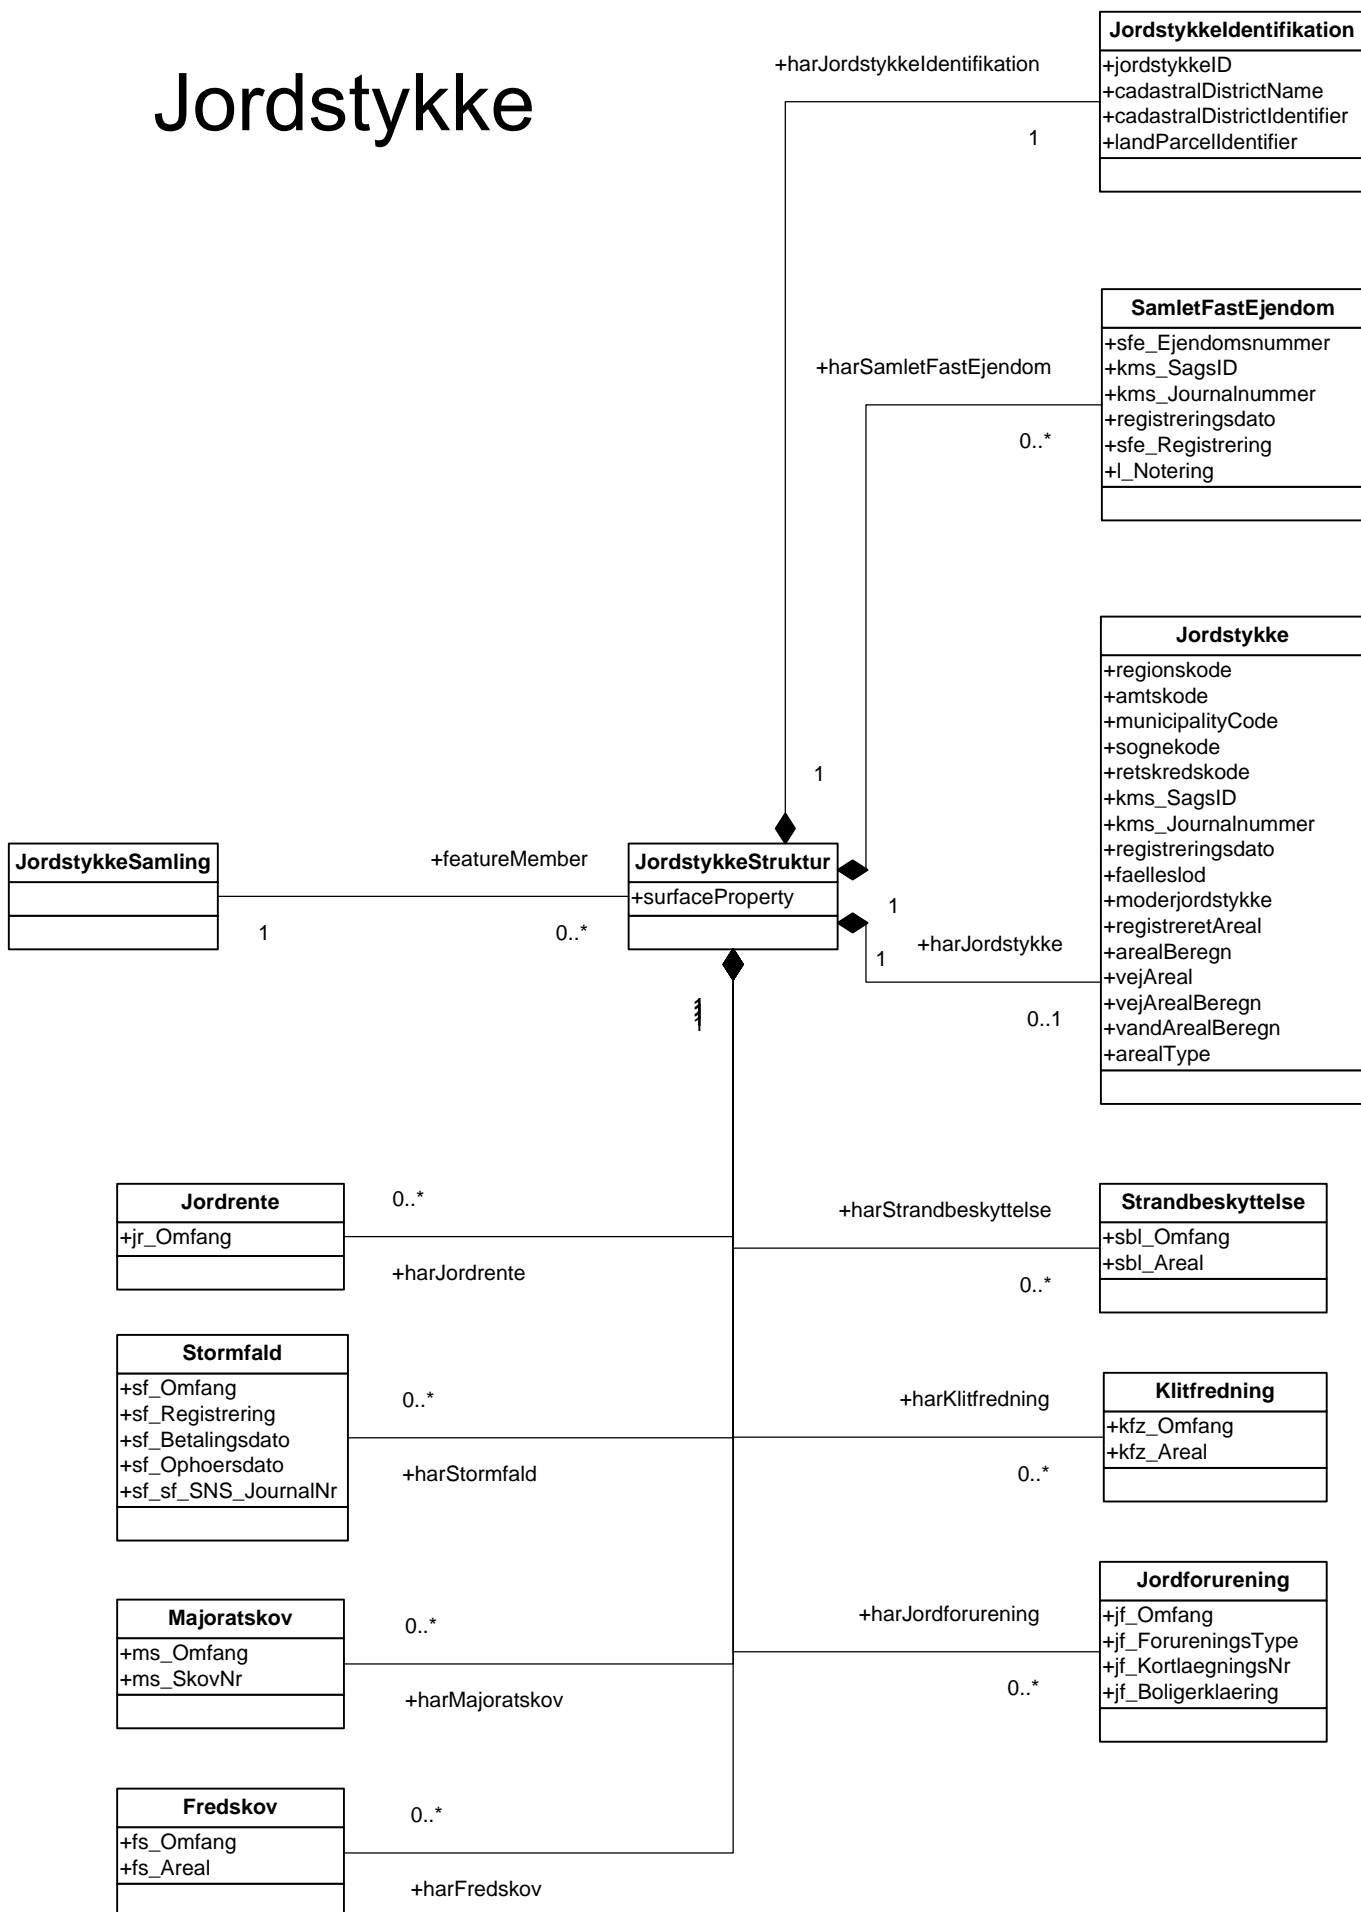 Jordstykke
+harJordstykkeIdentifikation
1
JordstykkeIdentifikation
+jordstykkeID
+cadastralDistrictName
+cadastralDistrictIdentifier
+landParcelIdentifier
+harSamletFastEjendom
0..*
SamletFastEjendom
+sfe_Ejendomsnummer
+kms_SagsID
+kms_Journalnummer
+registreringsdato
+sfe_Registrering
+l_Notering
Jordstykke
+regionskode
+amtskode
+municipalityCode
+sognekode
+retskredskode
+kms_SagsID
+kms_Journalnummer
+registreringsdato
+faelleslod
+moderjordstykke
+registreretAreal
+arealBeregn
+vejAreal
+vejArealBeregn
+vandArealBeregn
+arealType
1
JordstykkeSamling
+featureMember
1
0..*
JordstykkeStruktur
+surfaceProperty
1
1
+harJordstykke
0..1
1
1
1
1
Jordrente
+jr_Omfang
0..*
+harJordrente
+harStrandbeskyttelse
0..*
Strandbeskyttelse
+sbl_Omfang
+sbl_Areal
Stormfald
+sf_Omfang
+sf_Registrering
+sf_Betalingsdato
+sf_Ophoersdato
+sf_sf_SNS_JournalNr
0..*
+harStormfald
+harKlitfredning
0..*
Klitfredning
+kfz_Omfang
+kfz_Areal
Majoratskov
+ms_Omfang
+ms_SkovNr
0..*
+harMajoratskov
+harJordforurening
0..*
Jordforurening
+jf_Omfang
+jf_ForureningsType
+jf_KortlaegningsNr
+jf_Boligerklaering
Fredskov
+fs_Omfang
+fs_Areal
0..*
+harFredskov